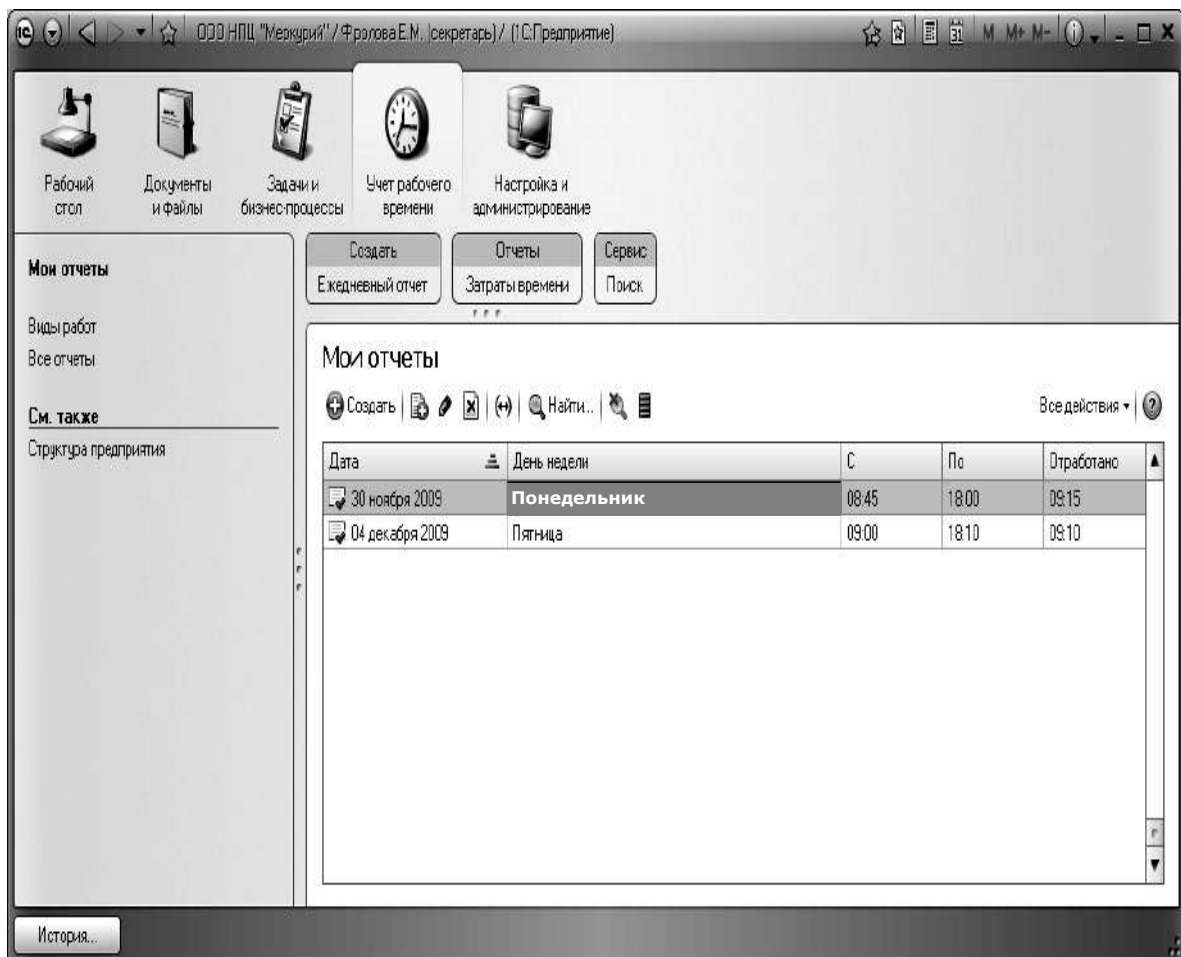 ООО НПЦ "Меркурий" / Фролова Е.М. (секретарь) / (1С:Предприятие)
31 M M+ M-
Рабочий стол
Документы и файлы
Задачи и бизнес-процессы
Учет рабочего времени
Настройка и администрирование
Мои отчеты
Виды работ
Все отчеты
См. также
Структура предприятия
Создать
Ежедневный отчет
Отчеты
Затраты времени
Сервис
Поиск
Мои отчеты
Создать Найти... Все действия
Дата День недели С По Отработано
30 ноября 2009 Понедельник 08:45 18:00 09:15
04 декабря 2009 Пятница 09:00 18:10 09:10
История...